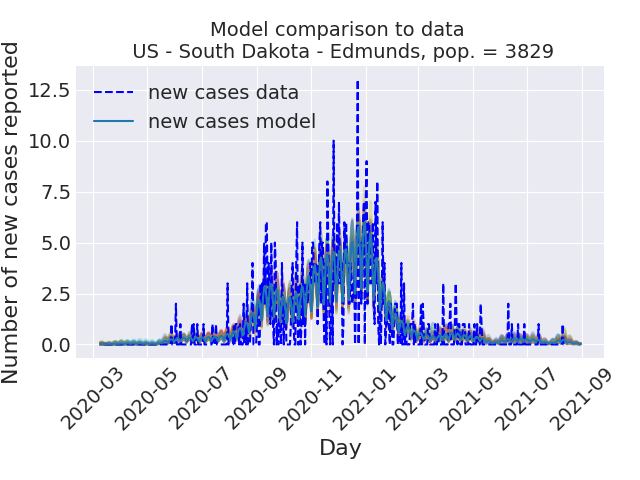 Model comparison to data
US - South Dakota - Edmunds, pop. = 3829
Number of new cases reported
12.5
10.0
7.5
5.0
2.5
0.0
new cases data
new cases model
2020-03
2020-05
2020-07
2020-09
2020-11
2021-01
2021-03
2021-05
2021-07
2021-09
Day